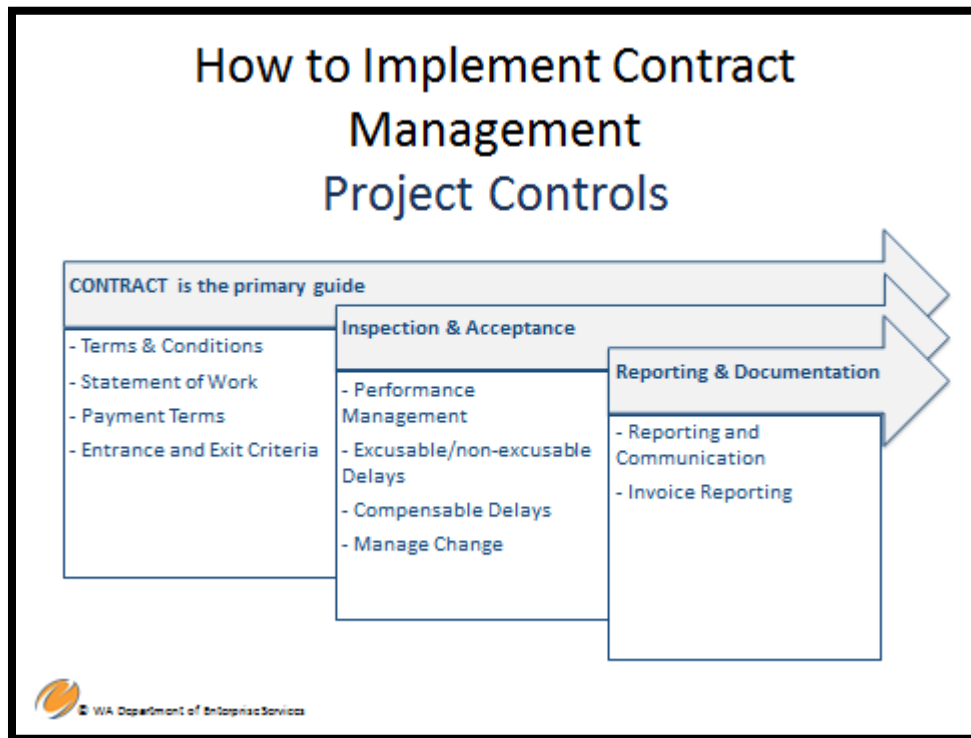 How to Implement Contract
Management
Project Controls
CONTRACT is the primary guide
- Terms & Conditions
- Statement of Work
- Payment Terms
- Entrance and Exit Criteria
Inspection & Acceptance
- Performance
Management
- Excusable/non-excusable
Delays
- Compensable Delays
- Manage Change
Reporting & Documentation
- Reporting and
Communication
- Invoice Reporting
© WA Department of Enterprise Services